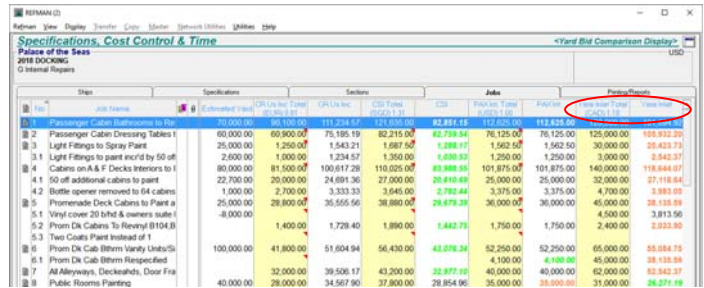 REFMAN (2)
Refman View Display Transfer Copy Master Network Utilities Utilities Help
Specifications, Cost Control & Time <Yard Bid Comparison Display>
Palace of the Seas USD
2018 DOCKING
G Internal Repairs
Ships Specifications Sections Jobs Printing/Reports
No Job Name Estimated Yard CR Us Inc Total CR Us Inc CSI Total CSI PAX Int. Total PAX Int.
1 Passenger Cabin Bathrooms to Re 70,000.00 90,100.00 111,234.57 121,635.00 92,851.15 112,625.00 112,625.00
2 Passenger Cabin Dressing Tables t 60,000.00 60,900.00 75,185.19 82,215.00 62,759.54 76,125.00 76,125.00 125,000.00 105,932.20
3 Light Fittings to Spray Paint 25,000.00 1,250.00 1,543.21 1,687.50 1,288.17 1,562.50 1,562.50 30,000.00 25,423.73
3.1 Light Fittings to paint incr'd by 50 off 2,600.00 1,000.00 1,234.57 1,350.00 1,030.53 1,250.00 1,250.00 3,000.00 2,542.37
4 Cabins on A & F Decks Interiors to I 80,000.00 81,500.00 100,617.28 110,025.00 83,988.55 101,875.00 101,875.00 140,000.00 118,644.07
4.1 50 off additional cabins to paint 22,700.00 20,000.00 24,691.36 27,000.00 20,610.69 25,000.00 25,000.00 32,000.00 27,118.64
4.2 Bottle opener removed to 64 cabins 1,000.00 2,700.00 3,333.33 3,645.00 2,782.44 3,375.00 3,375.00 4,700.00 3,983.05
5 Promenade Deck Cabins to Paint a 25,000.00 28,800.00 35,555.56 38,880.00 29,679.39 36,000.00 36,000.00 45,000.00 38,135.59
5.1 Vinyl cover 20 b/hd & owners suite I -8,000.00 4,500.00 3,813.56
5.2 Prom Dk Cabins To Revinyl B104,B 1,400.00 1,728.40 1,890.00 1,442.75 1,750.00 1,750.00 2,400.00 2,033.90
5.3 Two Coats Paint Instead of 1
6 Prom Dk Cabin Bthrm Vanity Units/Si 100,000.00 41,800.00 51,604.94 56,430.00 43,076.34 52,250.00 52,250.00 65,000.00 55,084.75
6.1 Prom Dk Cabin Bthrm Respecified 4,100.00 4,100.00 45,000.00 38,135.59
7 All Alleyways, Deckeahds, Door Fra 32,000.00 39,506.17 43,200.00 32,977.10 40,000.00 40,000.00 62,000.00 52,542.37
8 Public Rooms Painting 40,000.00 28,000.00 34,567.90 37,800.00 28,854.96 35,000.00 35,000.00 31,000.00 26,271.19